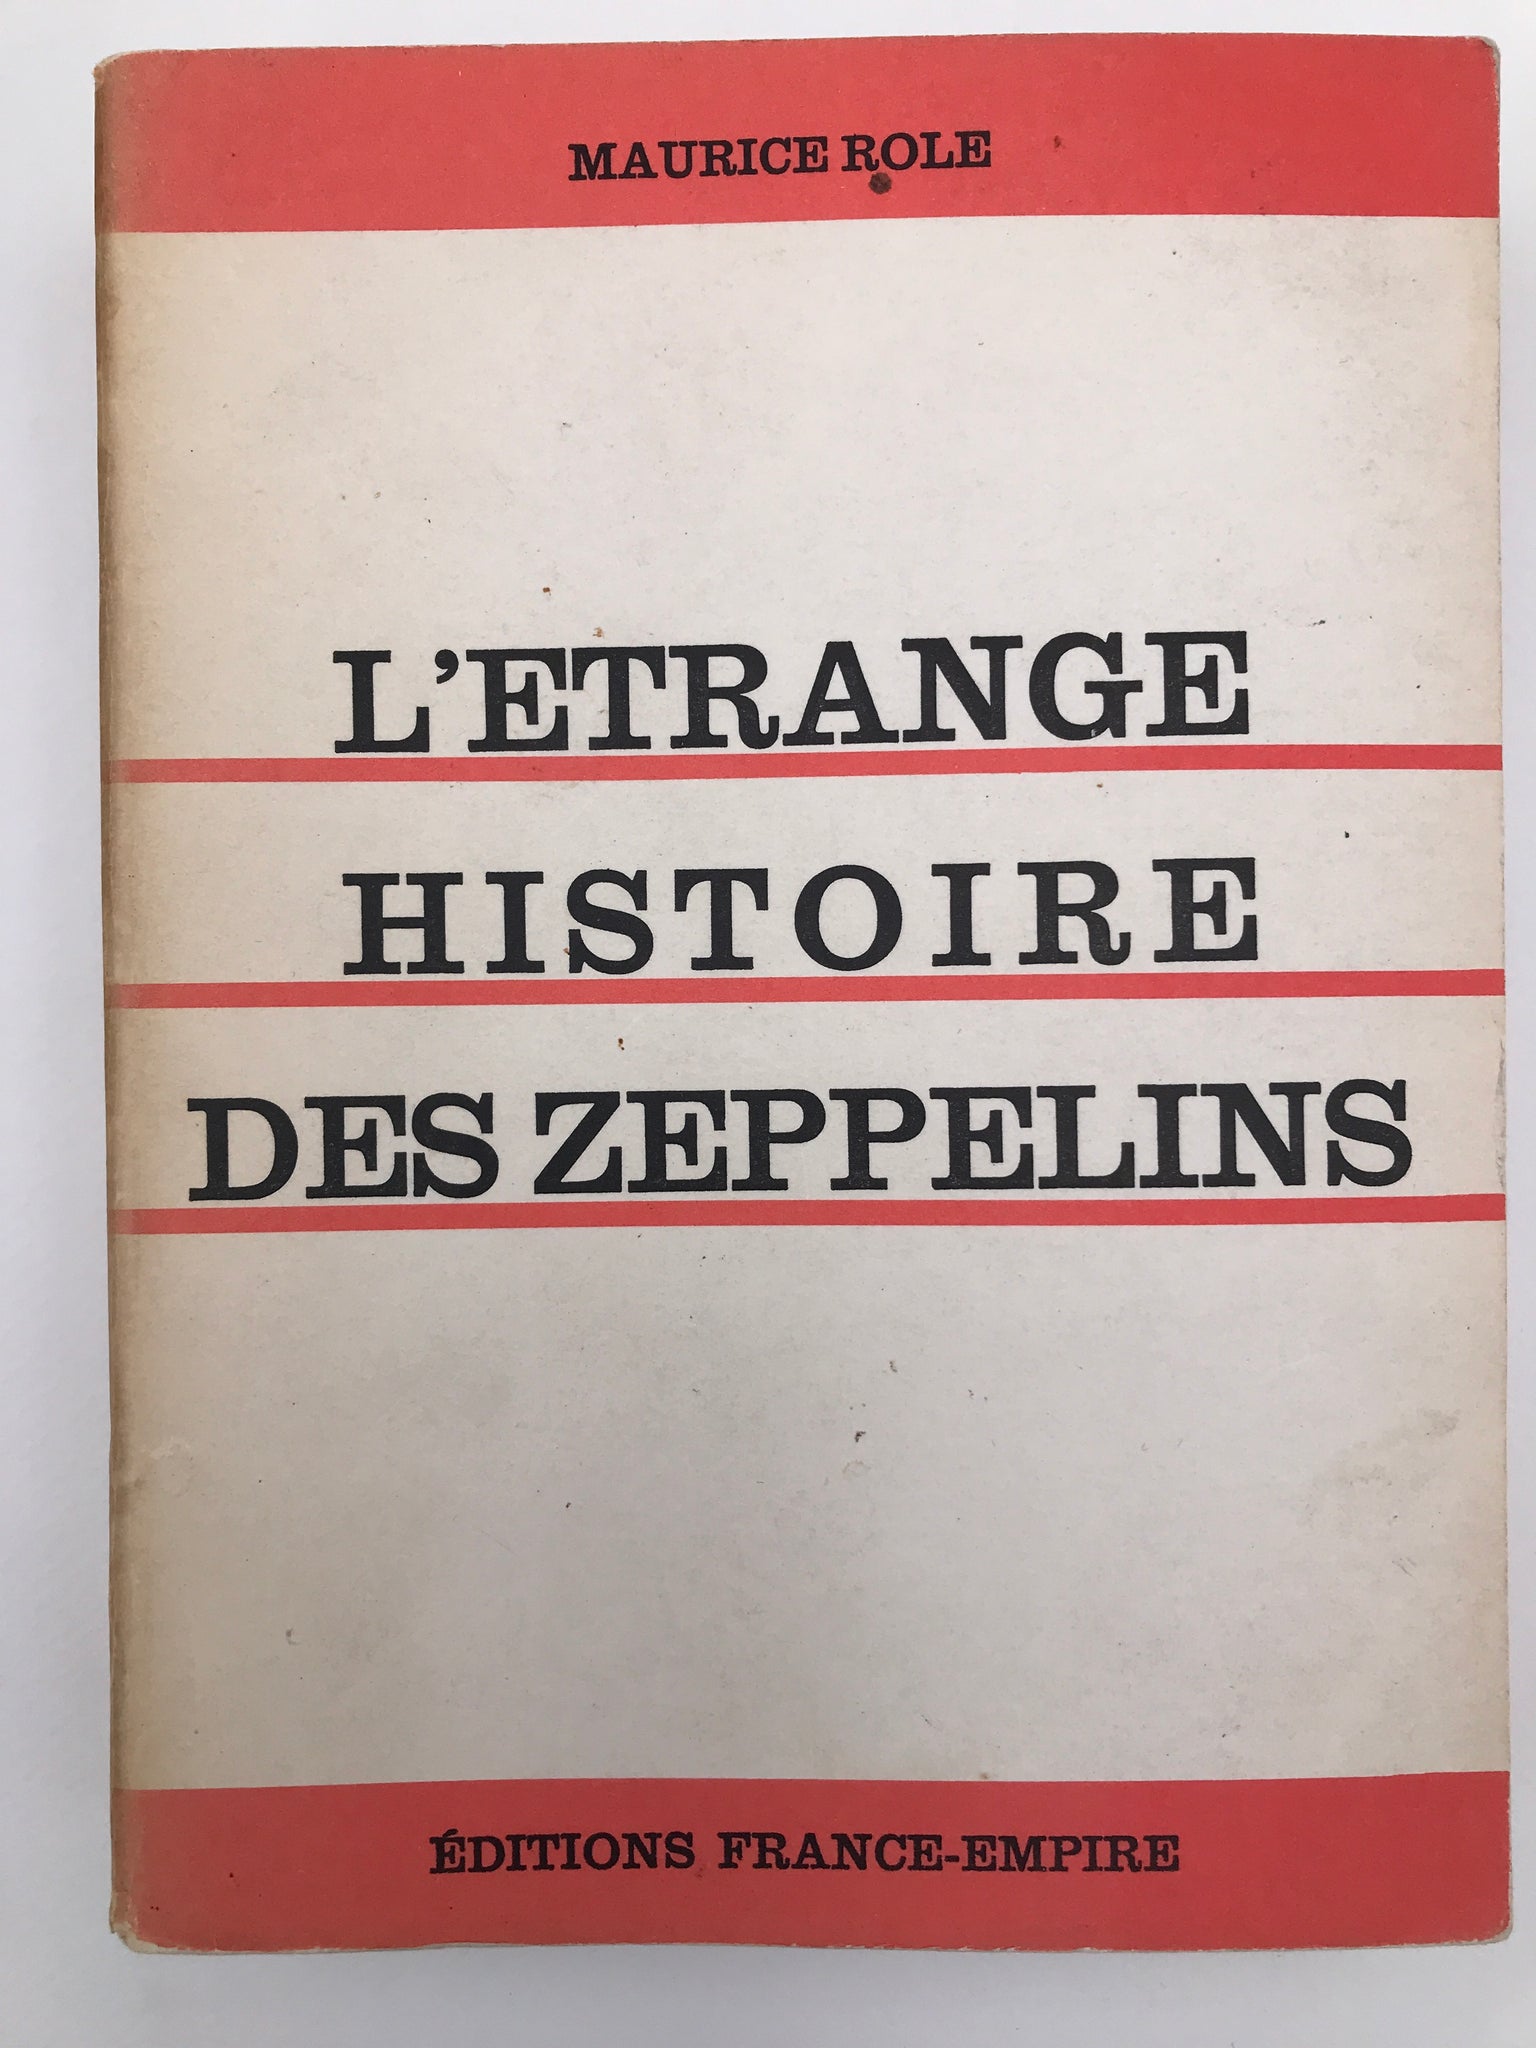 MAURICE ROLE
L'ETRANGE
HISTOIRE
DES ZEPPELINS
ÉDITIONS FRANCE-EMPIRE